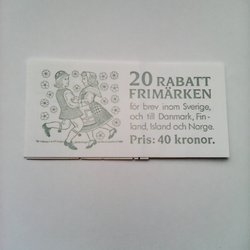 20 RABATT
FRIMÄRKEN
för brev inom Sverige,
och till Danmark, Fin-
land, Island och Norge.
Pris: 40 kronor.